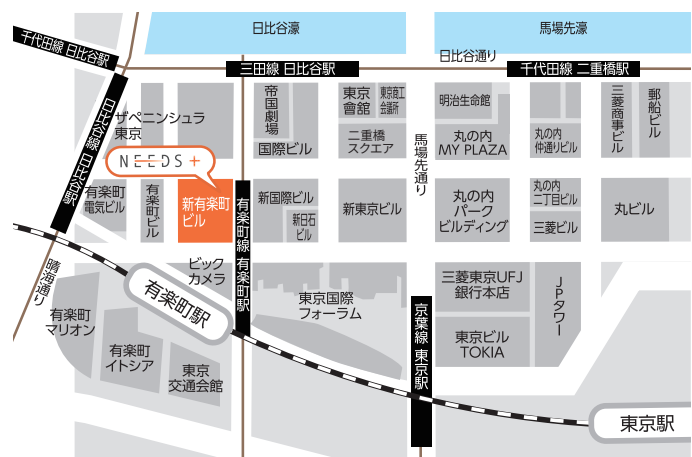 日比谷濠
馬場先濠
千代田線 日比谷駅
日比谷通り
三田線 日比谷駅
千代田線 二重橋駅
日比谷線 日比谷駅
ザペニンシュラ
東京
帝国劇場
国際ビル
東京
會舘
東京商工
会議所
二重橋
スクエア
馬場先通り
明治生命館
丸の内
MY PLAZA
丸の内
仲通りビル
三菱商事ビル
郵船ビル
NEEDS+
有楽町
電気ビル
有楽町ビル
新有楽町
ビル
有楽町線 有楽町駅
新国際ビル
新日石
ビル
新東京ビル
丸の内
パーク
ビルディング
丸の内
二丁目ビル
三菱ビル
丸ビル
晴海通り
有楽町
マリオン
有楽町
イトシア
東京
交通会館
有楽町駅
ビック
カメラ
東京国際
フォーラム
京葉線 東京駅
三菱東京UFJ
銀行本店
東京ビル
TOKIA
JPタワー
東京駅